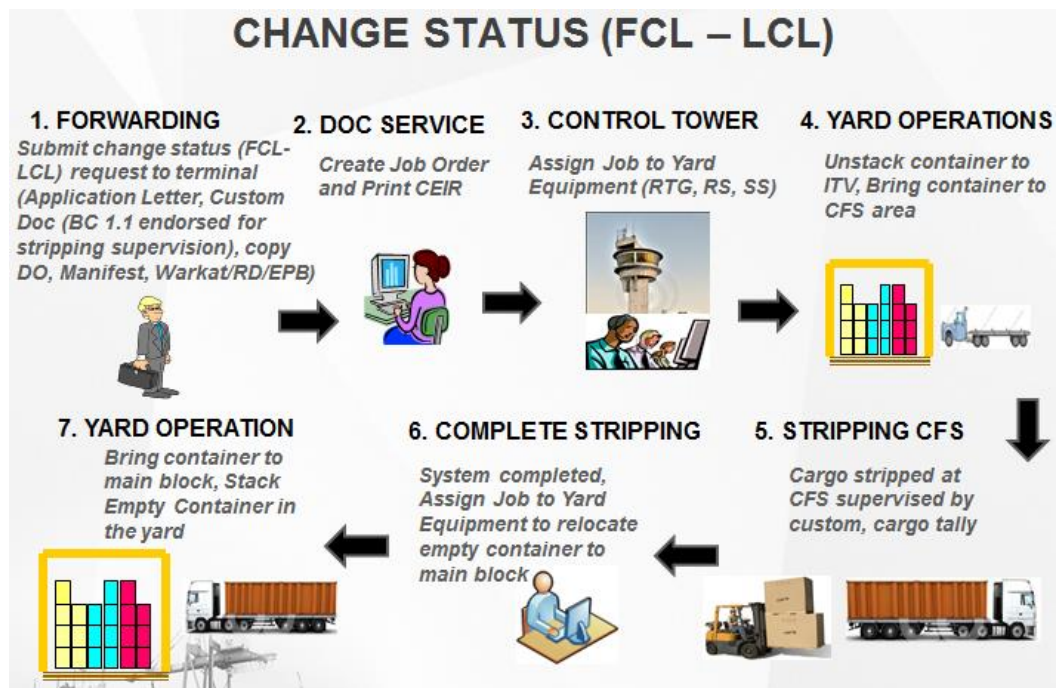 CHANGE STATUS (FCL – LCL)
1. FORWARDING
Submit change status (FCL-
LCL) request to terminal
(Application Letter, Custom
Doc (BC 1.1 endorsed for
stripping supervision), copy
DO, Manifest, Warkat/RD/EPB)
2. DOC SERVICE
Create Job Order
and Print CEIR
3. CONTROL TOWER
Assign Job to Yard
Equipment (RTG, RS, SS)
4. YARD OPERATIONS
Unstack container to
ITV, Bring container to
CFS area
5. STRIPPING CFS
Cargo stripped at
CFS supervised by
custom, cargo tally
6. COMPLETE STRIPPING
System completed,
Assign Job to Yard
Equipment to relocate
empty container to
main block
7. YARD OPERATION
Bring container to
main block, Stack
Empty Container in
the yard